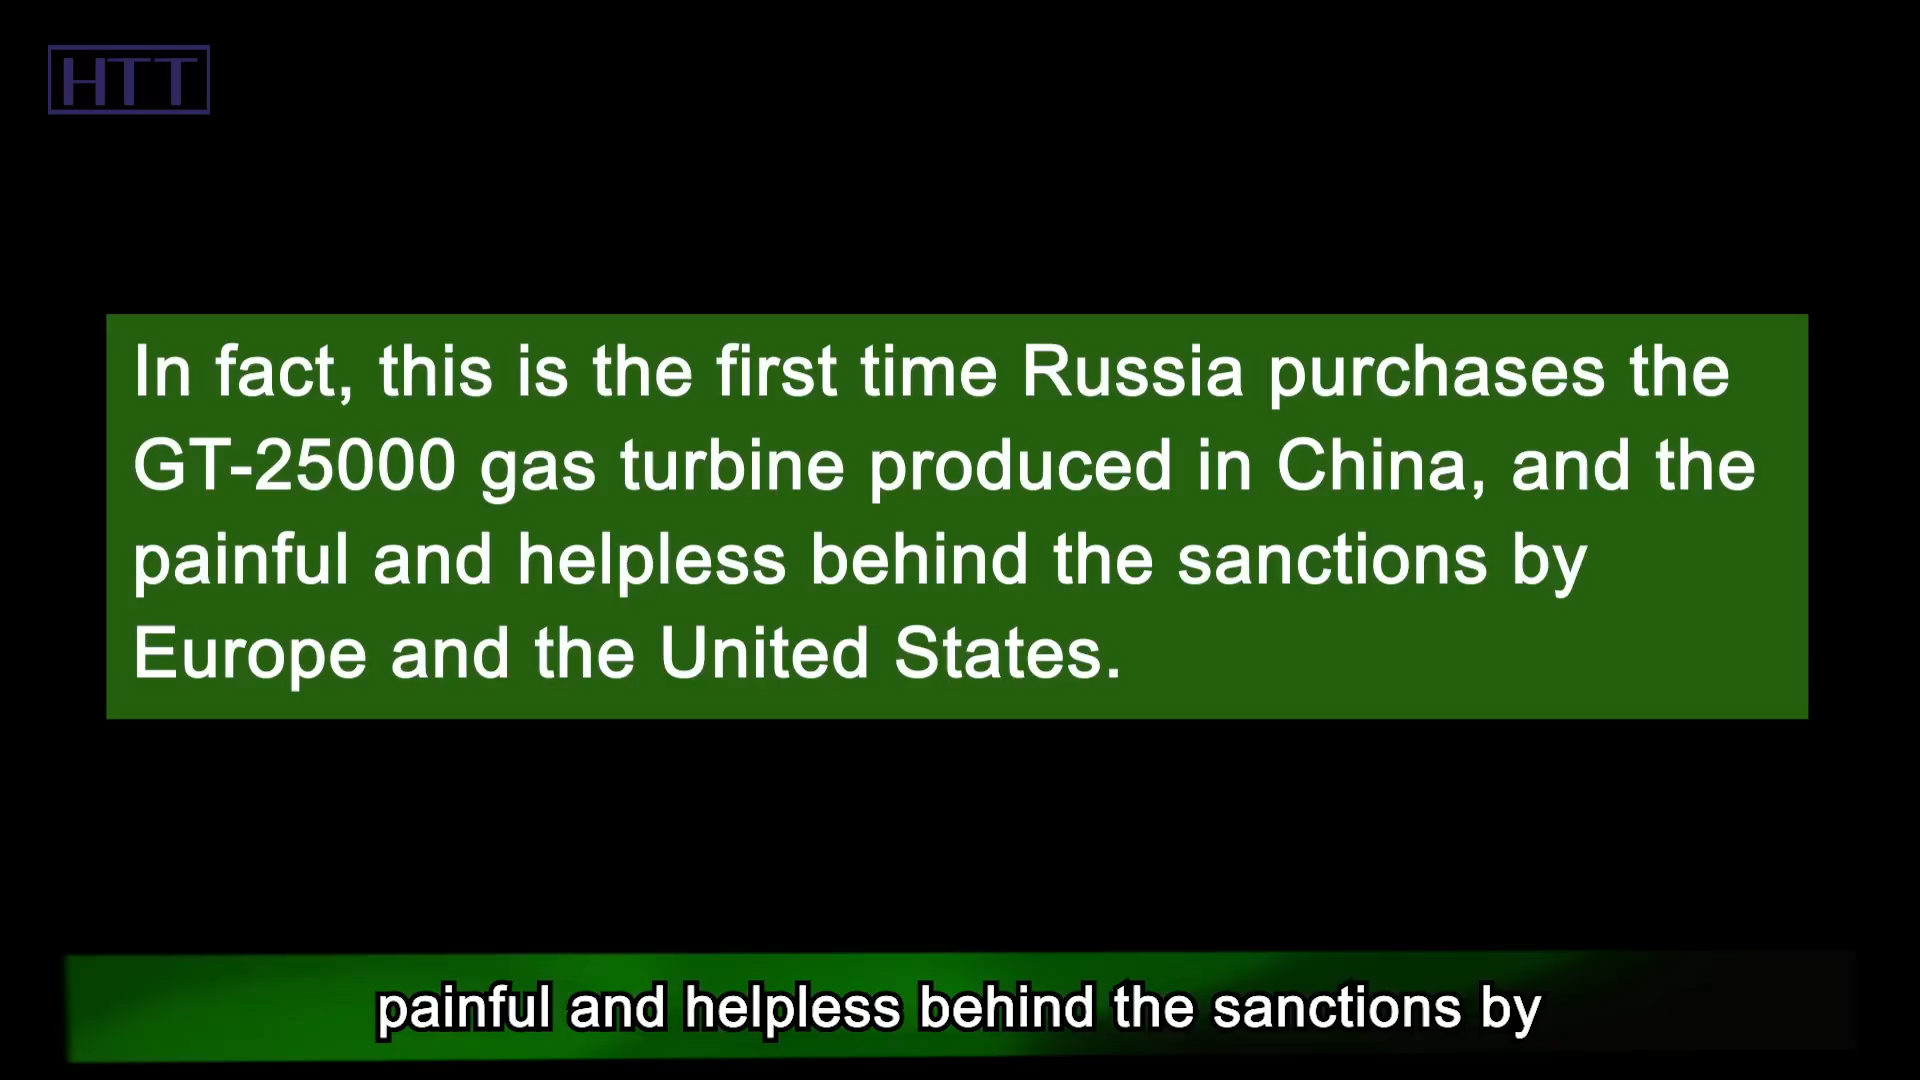 HTT
In fact, this is the first time Russia purchases the
GT-25000 gas turbine produced in China, and the
painful and helpless behind the sanctions by
Europe and the United States.
painful and helpless behind the sanctions by